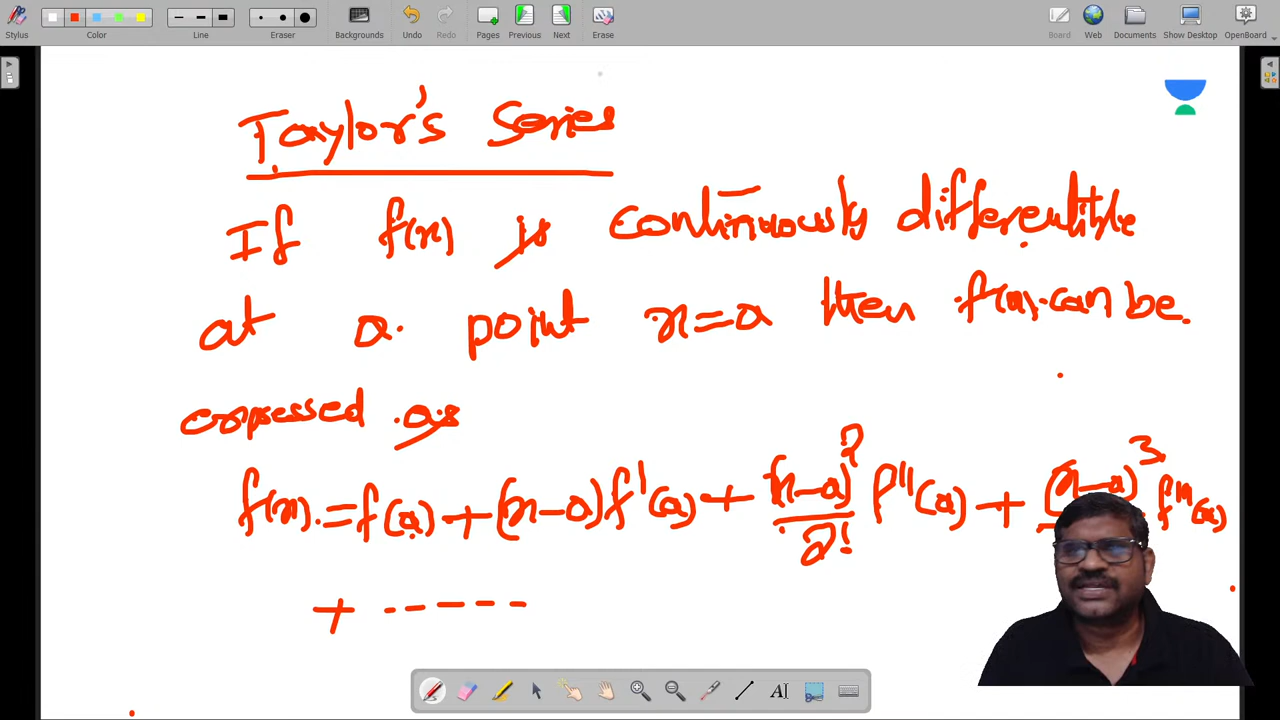 Stylus Color Line Eraser Backgrounds Undo Redo Pages Previous Next Erase Board Web Documents Show Desktop OpenBoard
Taylor's Series
If f(x) is continuously differentible
at a point x=a then f(x) can be
expressed as
f(x) = f(a) + (x-a) f'(a) + (x-a)²/2! f''(a) + (x-a)³ f'''(a)
+ ------